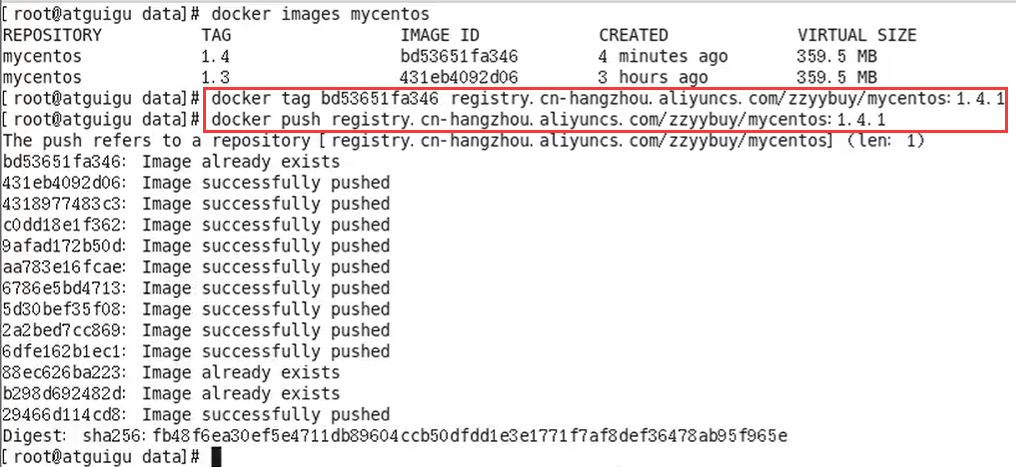 [ root@atguigu data]# docker images mycentos
REPOSITORY TAG IMAGE ID CREATED VIRTUAL SIZE
mycentos 1.4 bd53651fa346 4 minutes ago 359.5 MB
mycentos 1.3 431eb4092d06 3 hours ago 359.5 MB
[ root@atguigu data]# docker tag bd53651fa346 registry.cn-hangzhou.aliyuncs.com/zzyybuy/mycentos:1.4.1
[ root@atguigu data]# docker push registry.cn-hangzhou.aliyuncs.com/zzyybuy/mycentos:1.4.1
The push refers to a repository [registry.cn-hangzhou.aliyuncs.com/zzyybuy/mycentos] (len: 1)
bd53651fa346: Image already exists
431eb4092d06: Image successfully pushed
4318977483c3: Image successfully pushed
c0dd18e1f362: Image successfully pushed
9afad172b50d: Image successfully pushed
aa783e16fcae: Image successfully pushed
6786e5bd4713: Image successfully pushed
5d30bef35f08: Image successfully pushed
2a2bed7cc869: Image successfully pushed
6dfe162b1ec1: Image successfully pushed
88ec626ba223: Image already exists
b298d692482d: Image already exists
29466d114cd8: Image successfully pushed
Digest: sha256:fb48f6ea30ef5e4711db89604ccb50dfdd1e3e1771f7af8def36478ab95f965e
[ root@atguigu data]#